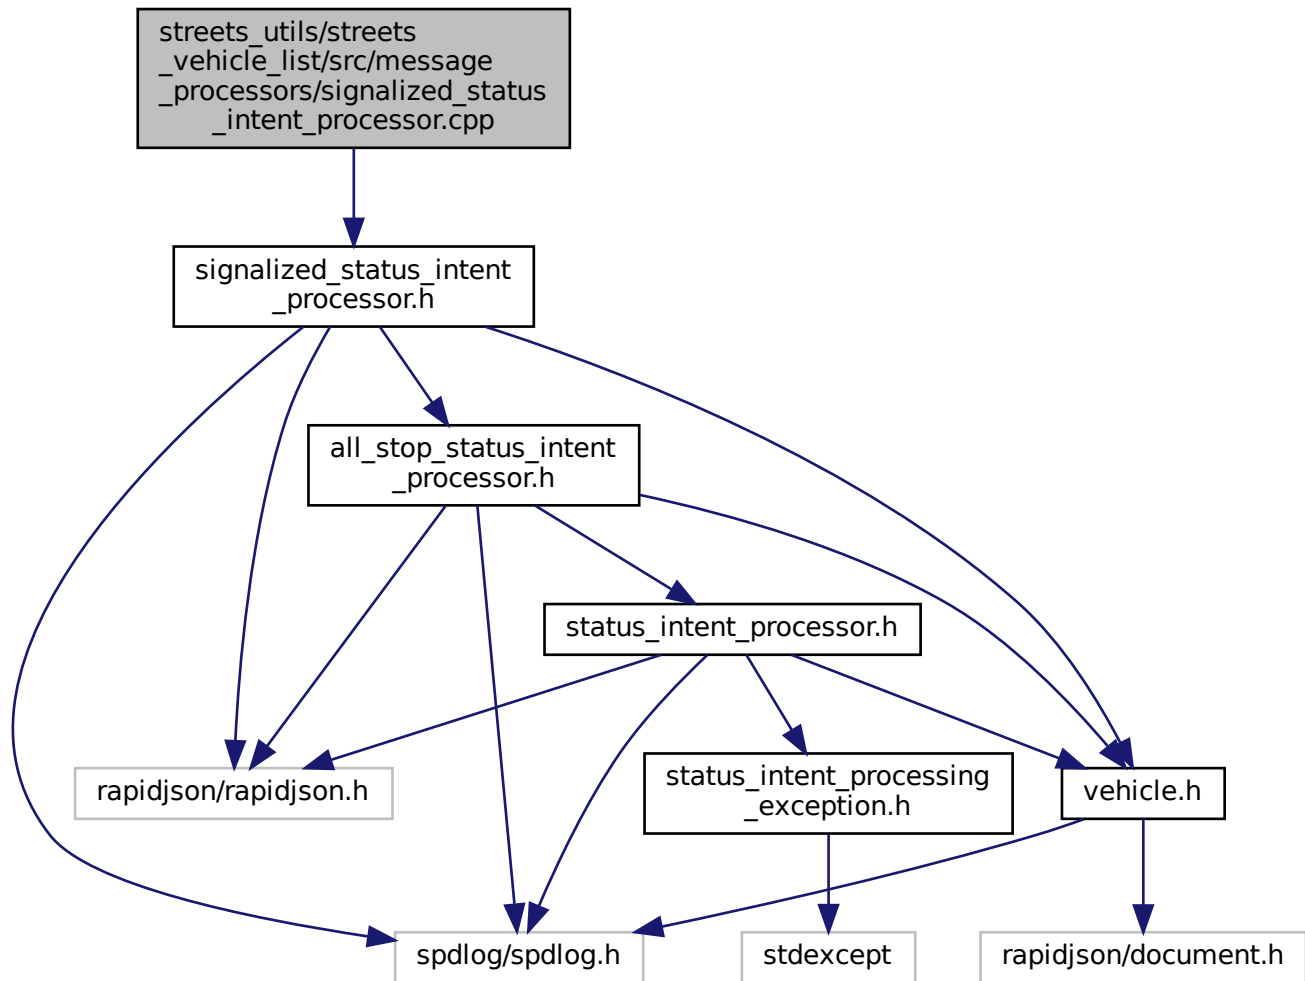 streets_utils/streets
_vehicle_list/src/message
_processors/signalized_status
_intent_processor.cpp
signalized_status_intent
_processor.h
all_stop_status_intent
_processor.h
status_intent_processor.h
rapidjson/rapidjson.h
status_intent_processing
_exception.h
vehicle.h
spdlog/spdlog.h
stdexcept
rapidjson/document.h